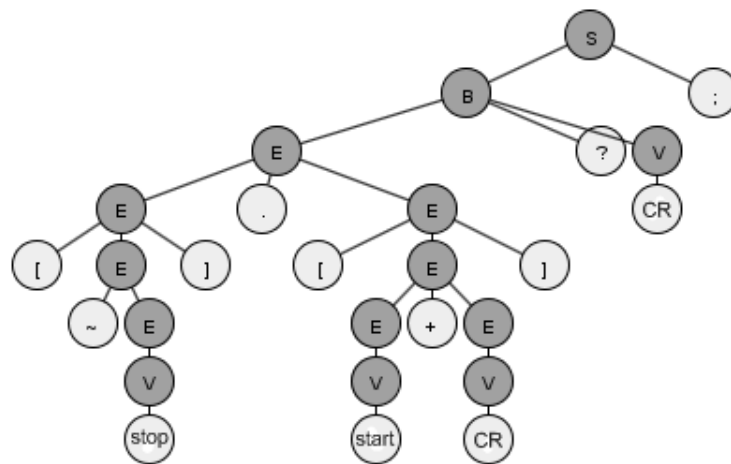 S
B ;
E ? V
E . E CR
[ E ] [ E ]
~ E E + E
V V V
stop start CR